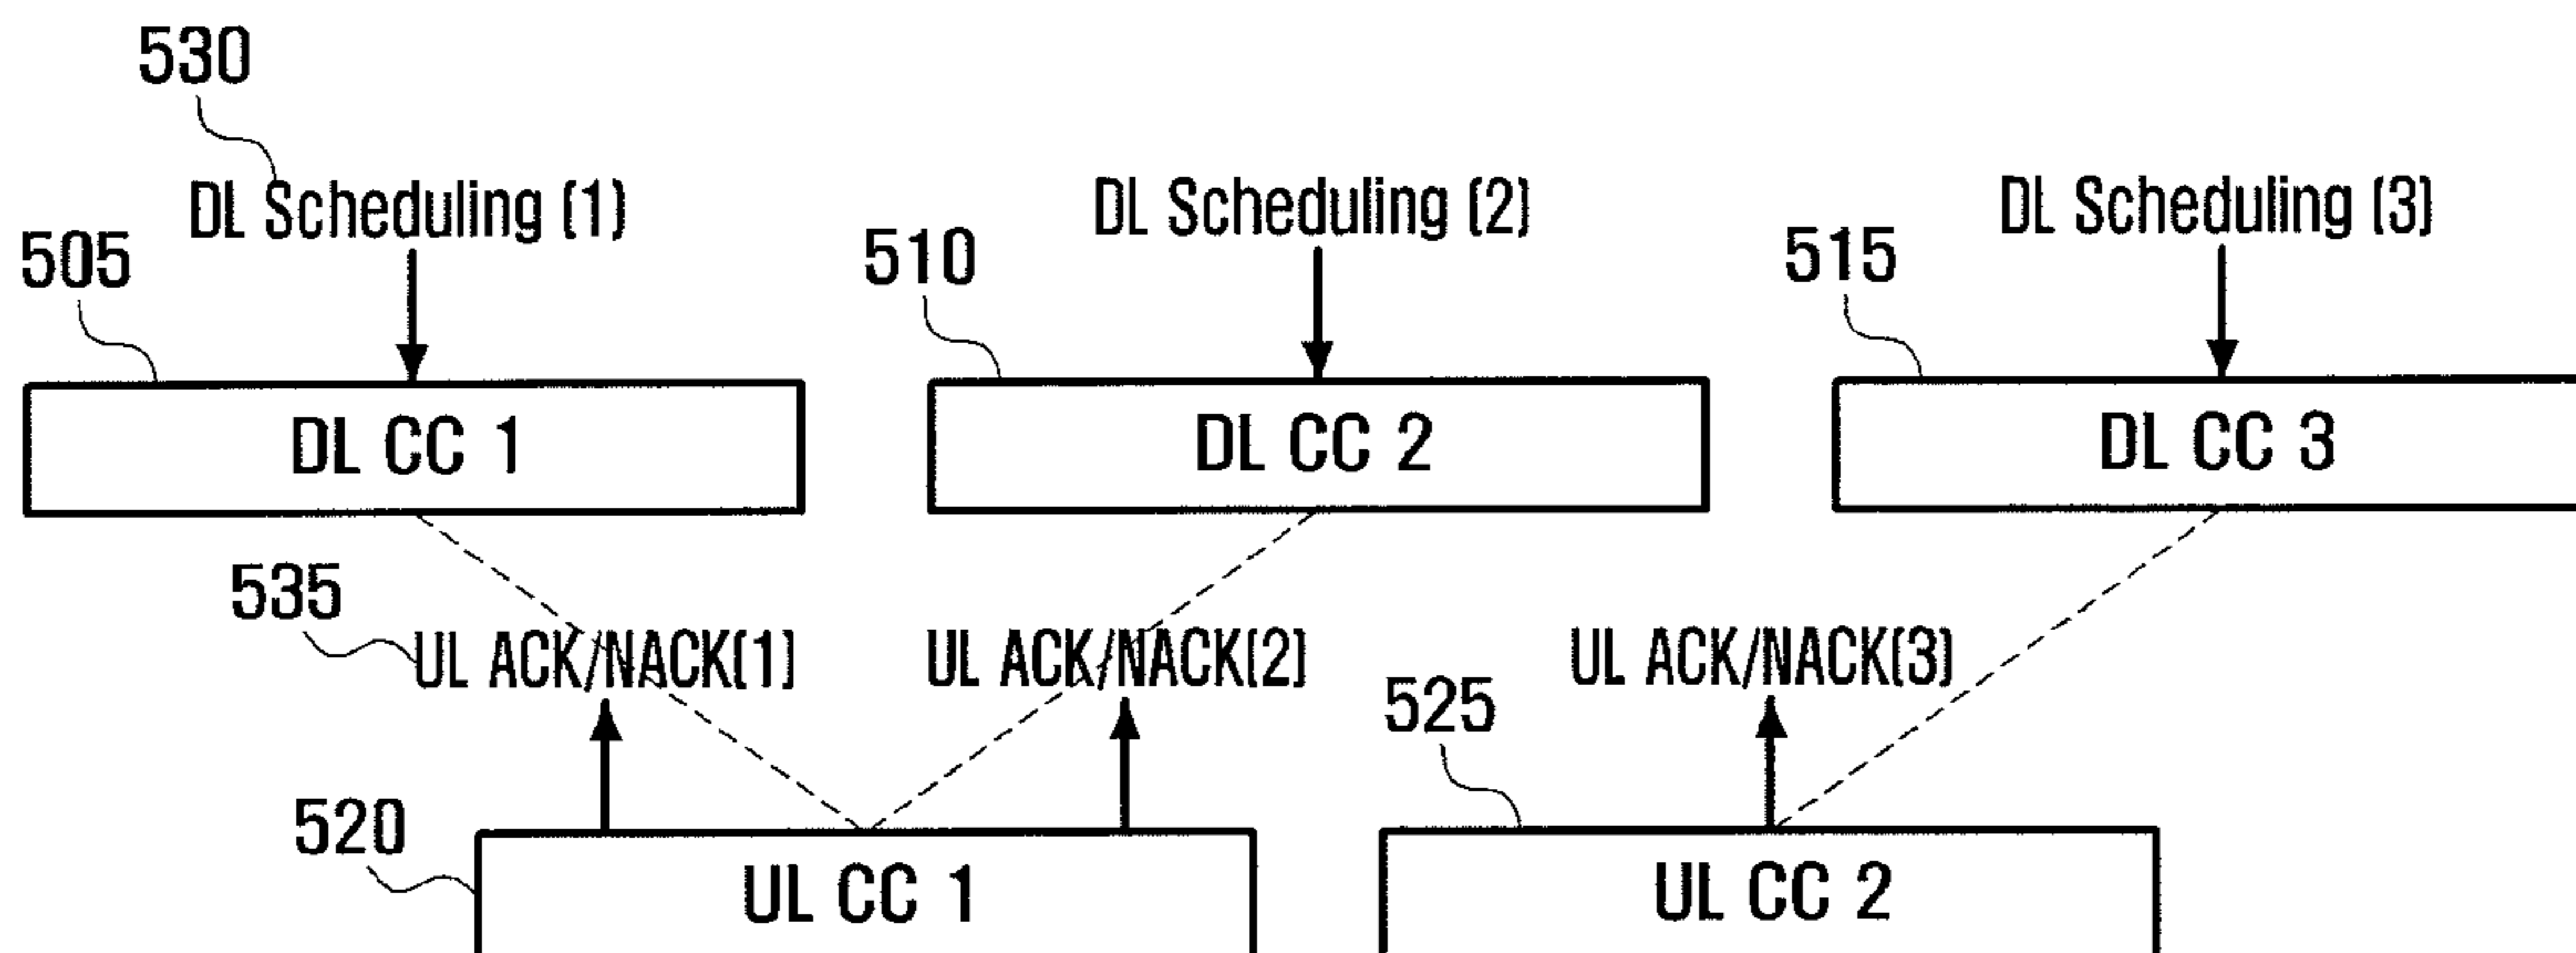 530
DL Scheduling (1) DL Scheduling (2) DL Scheduling (3)
505 510 515
DL CC 1 DL CC 2 DL CC 3
535
UL ACK/NACK(1) UL ACK/NACK(2) UL ACK/NACK(3)
525
520
UL CC 1 UL CC 2